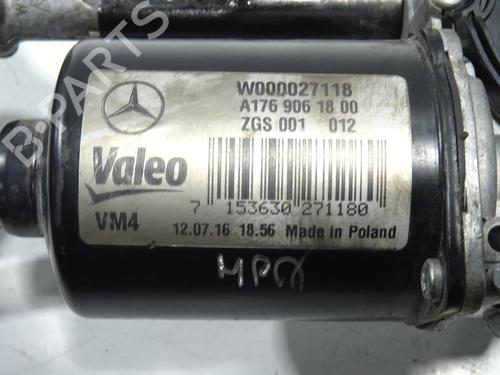 W000027118
A176 906 18 00
ZGS 001 012
Valeo
7 153630 271180
VM4
12.07.16 18.56 Made in Poland
B-PARTS